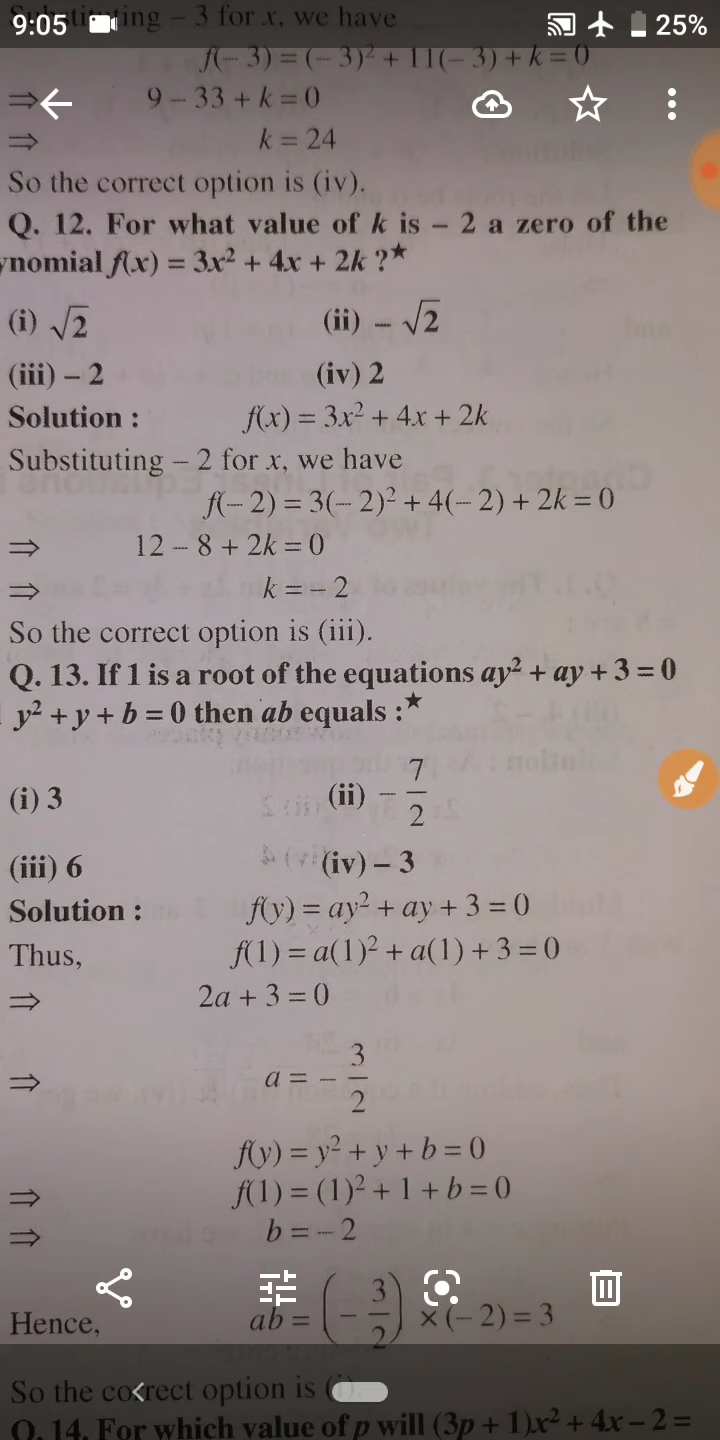 9:05
25%
Substituting – 3 for x, we have
f(– 3) = (– 3)² + 11(– 3) + k = 0
⇒ 9 – 33 + k = 0
⇒ k = 24
So the correct option is (iv).
Q. 12. For what value of k is – 2 a zero of the
ynomial f(x) = 3x² + 4x + 2k ?★
(i) √2 (ii) – √2
(iii) – 2 (iv) 2
Solution : f(x) = 3x² + 4x + 2k
Substituting – 2 for x, we have
f(– 2) = 3(– 2)² + 4(– 2) + 2k = 0
⇒ 12 – 8 + 2k = 0
⇒ k = – 2
So the correct option is (iii).
Q. 13. If 1 is a root of the equations ay² + ay + 3 = 0
y² + y + b = 0 then ab equals :★
(i) 3 (ii) – 7/2
(iii) 6 (iv) – 3
Solution : f(y) = ay² + ay + 3 = 0
Thus, f(1) = a(1)² + a(1) + 3 = 0
⇒ 2a + 3 = 0
⇒ a = – 3/2
f(y) = y² + y + b = 0
⇒ f(1) = (1)² + 1 + b = 0
⇒ b = – 2
Hence, ab = (– 3/2) × (– 2) = 3
So the correct option is (i).
Q. 14. For which value of p will (3p + 1)x² + 4x – 2 =